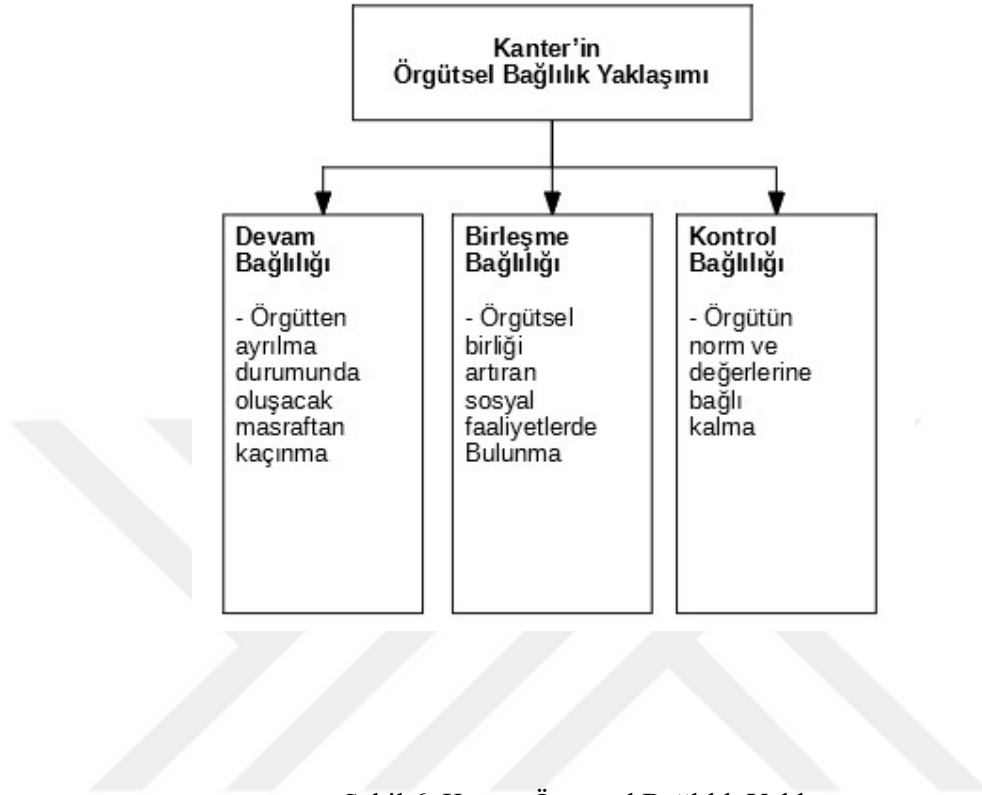 Kanter’in
Örgütsel Bağlılık Yaklaşımı
Devam
Bağlılığı
- Örgütten
ayrılma
durumunda
oluşacak
masraftan
kaçınma
Birleşme
Bağlılığı
- Örgütsel
birliği
artıran
sosyal
faaliyetlerde
Bulunma
Kontrol
Bağlılığı
- Örgütün
norm ve
değerlerine
bağlı
kalma